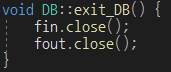 void DB::exit_DB() {
    fin.close();
    fout.close();
}